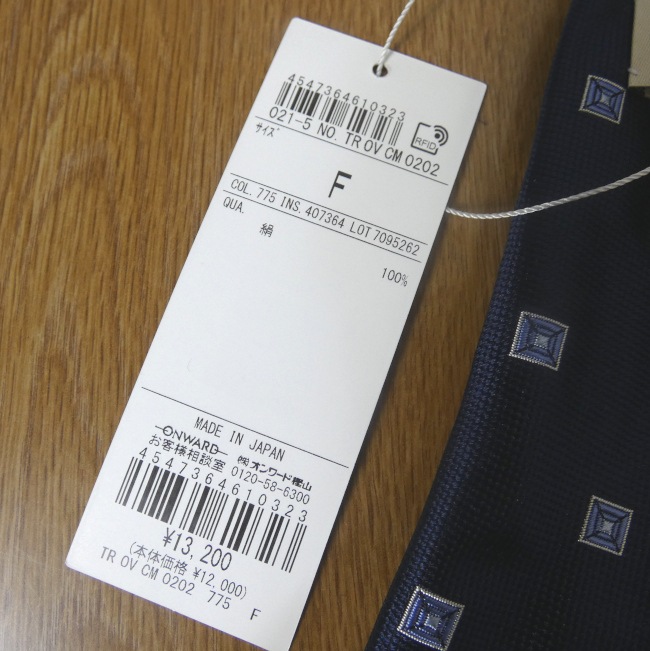 4547364610323
021-5 NO. TR OV CM 0202
RFID
サイズ
F
COL. 775 INS. 407364 LOT 7095262
QUA.
絹 100%
MADE IN JAPAN
ONWARD ㈱オンワード樫山
お客様相談室 0120-58-6300
4547364610323
¥13,200
(本体価格 ¥12,000)
TR OV CM 0202 775 F